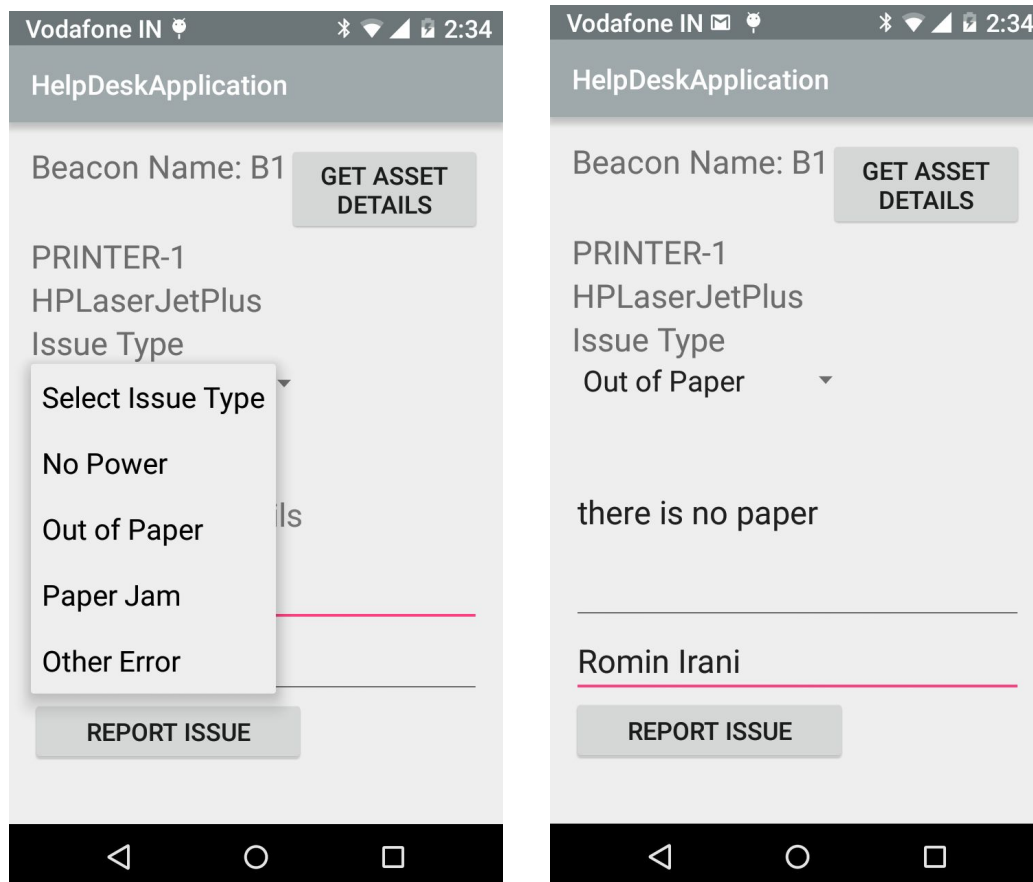 Vodafone IN 2:34
HelpDeskApplication
Beacon Name: B1
GET ASSET
DETAILS
PRINTER-1
HPLaserJetPlus
Issue Type
Select Issue Type
No Power
Out of Paper
ils
Paper Jam
Other Error
REPORT ISSUE
Vodafone IN 2:34
HelpDeskApplication
Beacon Name: B1
GET ASSET
DETAILS
PRINTER-1
HPLaserJetPlus
Issue Type
Out of Paper
there is no paper
Romin Irani
REPORT ISSUE